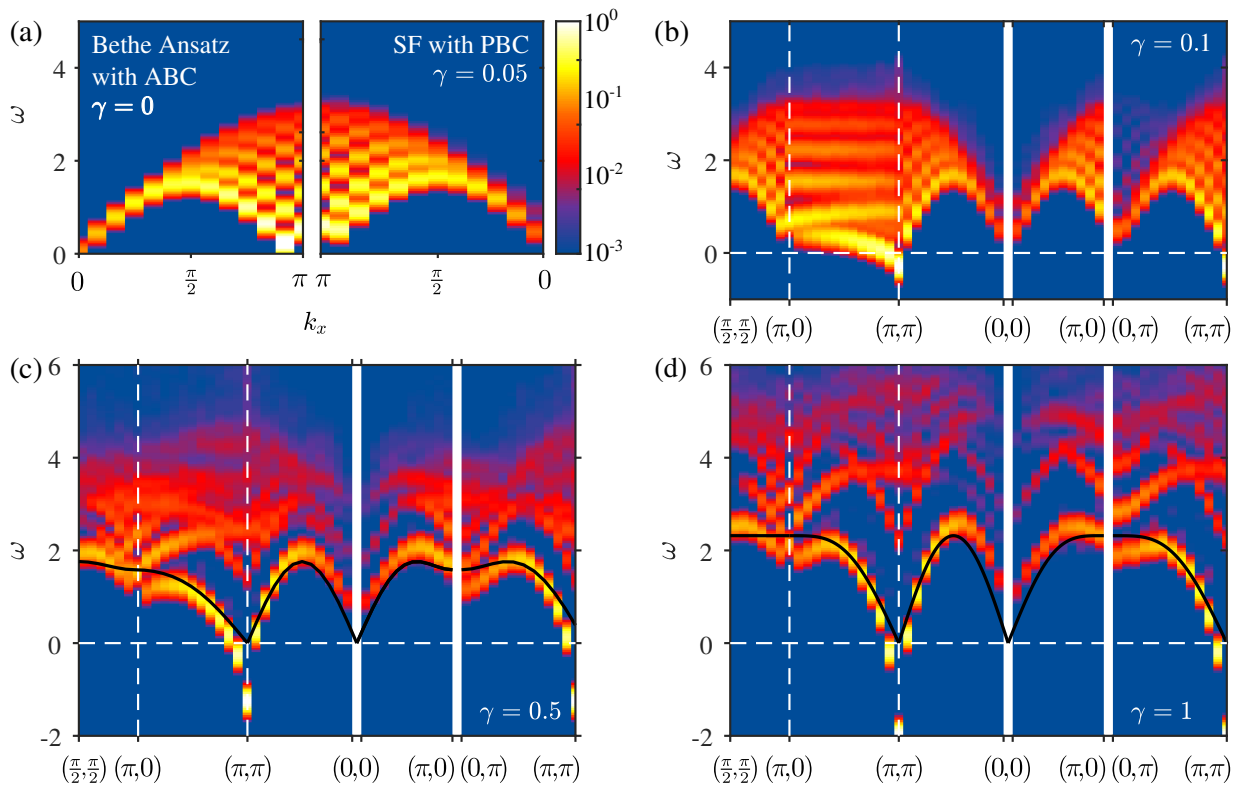 (a)
Bethe Ansatz
with ABC
γ = 0
SF with PBC
γ = 0.05
10⁰
10⁻¹
10⁻²
10⁻³
4
2
0
ω
0
π/2
π
π
π/2
0
kₓ
(b)
γ = 0.1
4
2
0
ω
(π/2,π/2)
(π,0)
(π,π)
(0,0)
(π,0)
(0,π)
(π,π)
(c)
γ = 0.5
6
4
2
0
-2
ω
(π/2,π/2)
(π,0)
(π,π)
(0,0)
(π,0)
(0,π)
(π,π)
(d)
γ = 1
6
4
2
0
-2
ω
(π/2,π/2)
(π,0)
(π,π)
(0,0)
(π,0)
(0,π)
(π,π)